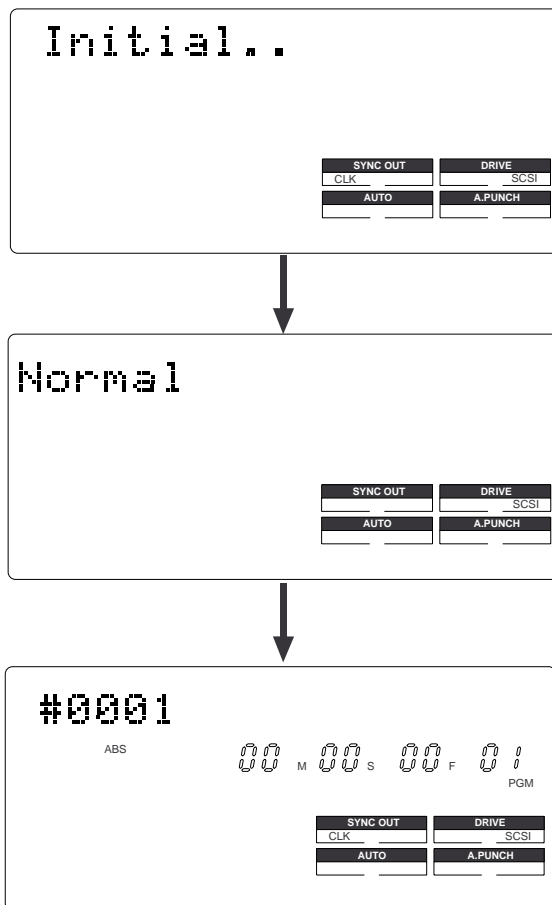 Initial..
SYNC OUT DRIVE
CLK SCSI
AUTO A.PUNCH
Normal
SYNC OUT DRIVE
SCSI
AUTO A.PUNCH
#0001
ABS 00 M 00 S 00 F 01
PGM
SYNC OUT DRIVE
CLK SCSI
AUTO A.PUNCH